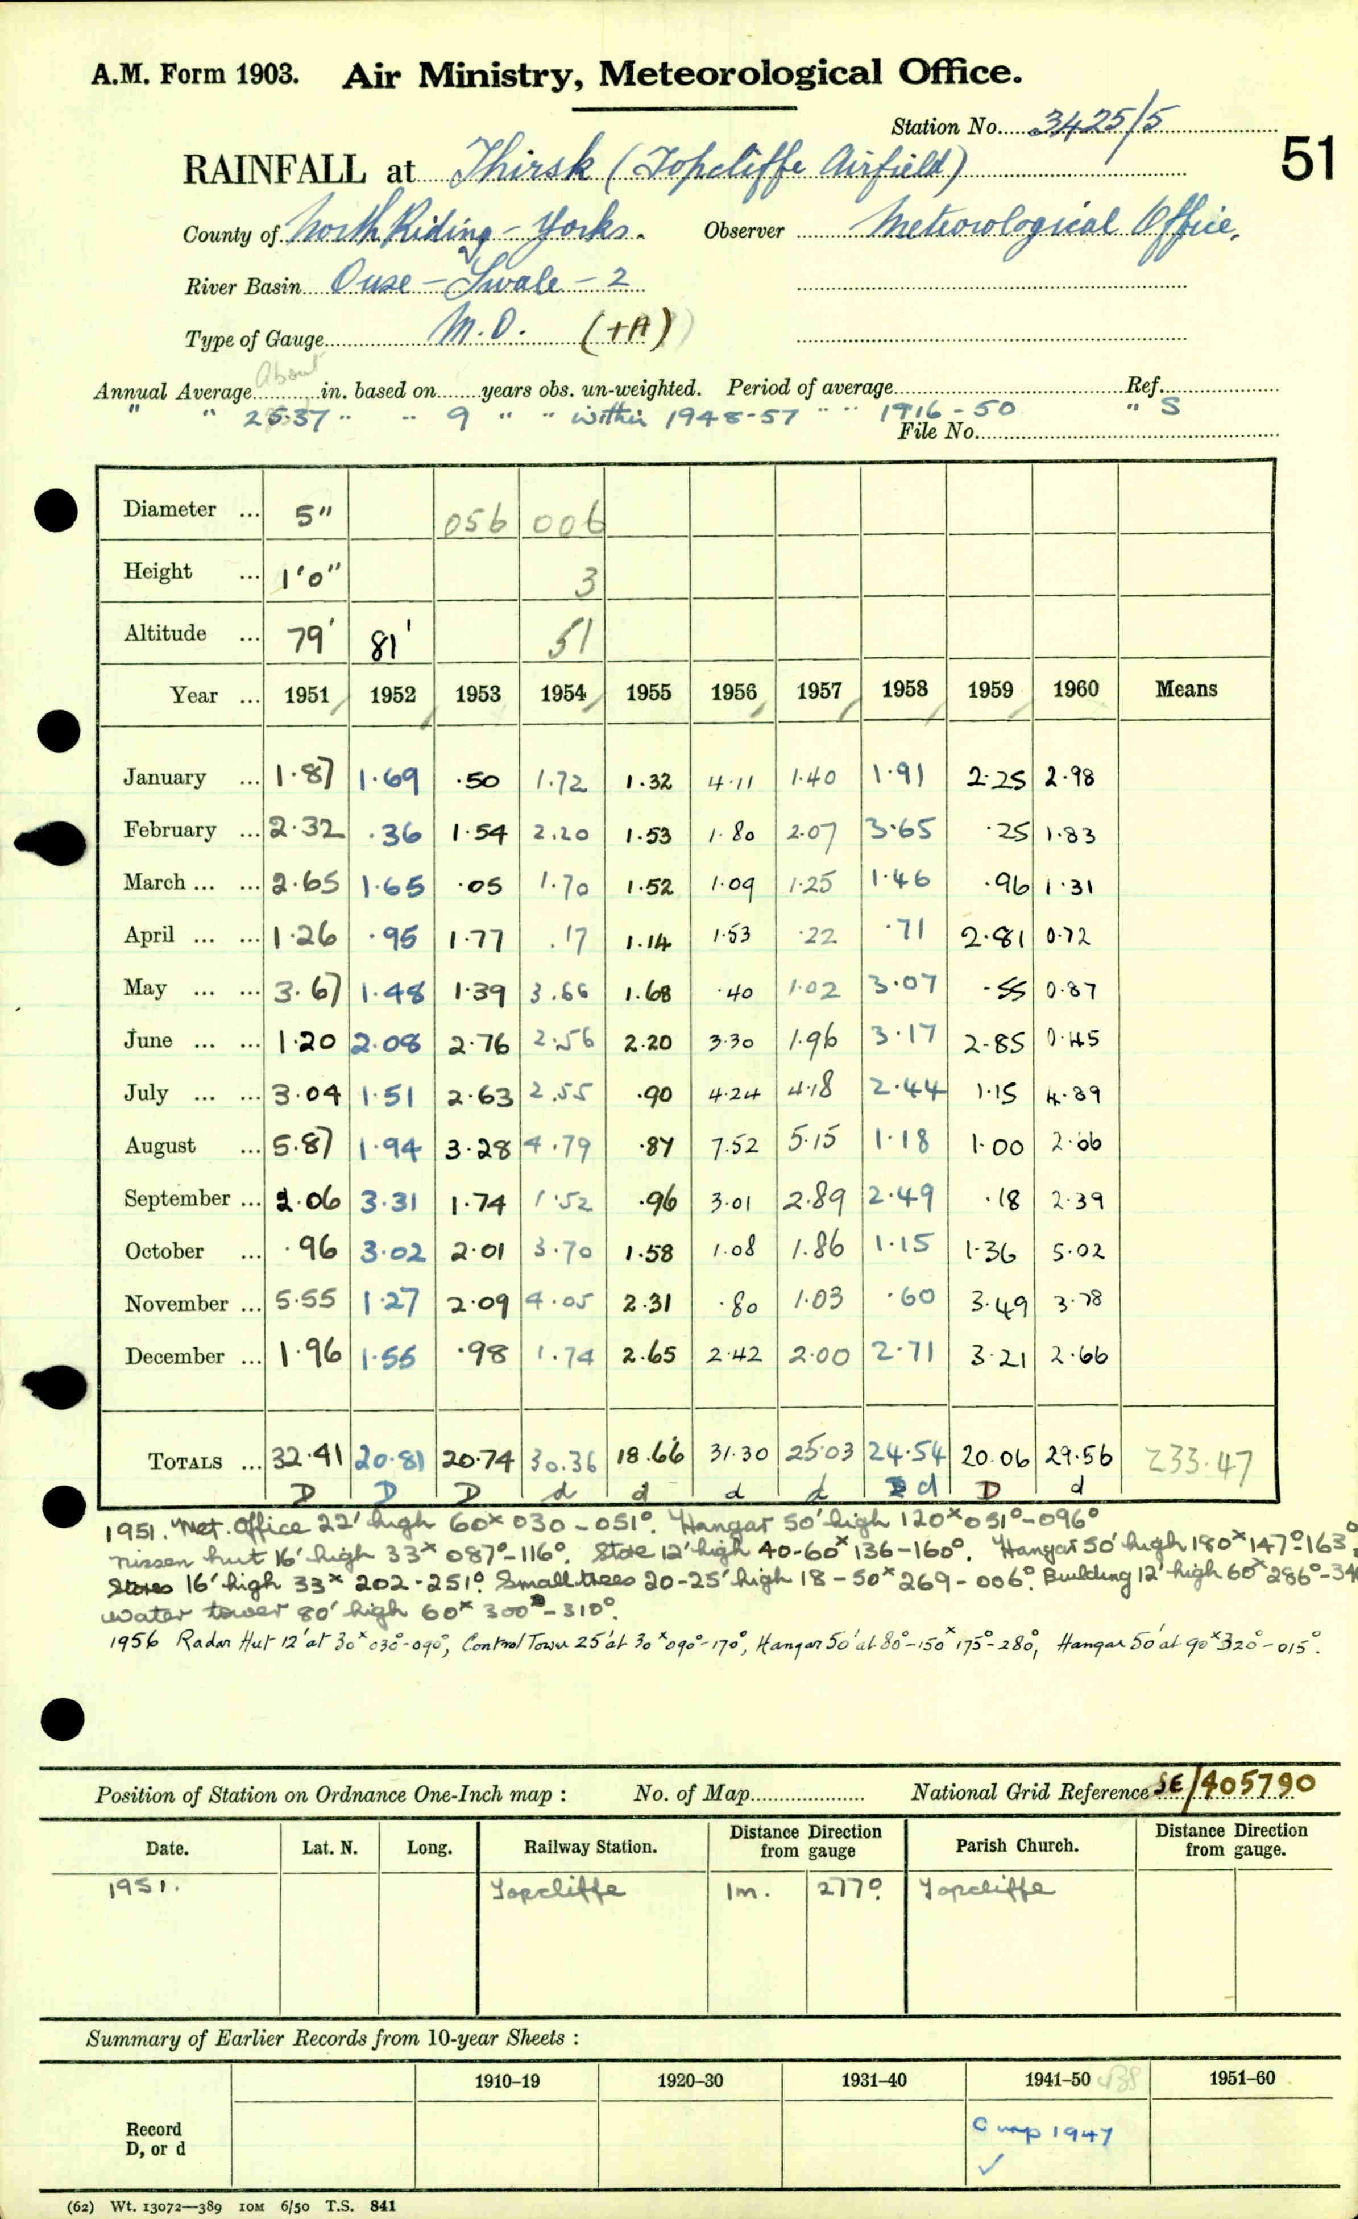 A.M. Form 1903. Air Ministry, Meteorological Office.
Station No. 3425/5
51
RAINFALL at Thirsk (Topcliffe Airfield)
County of North Riding - Yorks. Observer Meteorological Office,
River Basin Ouse - Swale - 2
Type of Gauge M.O. (+A)
Annual Average About in. based on years obs. un-weighted. Period of average Ref.
" " 25.37 " " 9 " " within 1948-57 " " 1916-50 " S
File No.
Diameter ... 5" 056 006
Height ... 1'0" 3
Altitude ... 79' 81' 51
Year ... 1951 1952 1953 1954 1955 1956 1957 1958 1959 1960 Means
January ... 1.87 1.69 .50 1.72 1.32 4.11 1.40 1.91 2.25 2.98
February ... 2.32 .36 1.54 2.20 1.53 1.80 2.07 3.65 .25 1.83
March ... ... 2.65 1.65 .05 1.70 1.52 1.09 1.25 1.46 .96 1.31
April ... ... 1.26 .95 1.77 .17 1.14 1.53 .22 .71 2.81 0.72
May ... ... 3.67 1.48 1.39 3.66 1.68 .40 1.02 3.07 .55 0.87
June ... ... 1.20 2.08 2.76 2.56 2.20 3.30 1.96 3.17 2.85 0.45
July ... ... 3.04 1.51 2.63 2.55 .90 4.24 4.18 2.44 1.15 4.89
August ... 5.87 1.94 3.28 4.79 .87 7.52 5.15 1.18 1.00 2.66
September ... 2.06 3.31 1.74 1.52 .96 3.01 2.89 2.49 .18 2.39
October ... .96 3.02 2.01 3.70 1.58 1.08 1.86 1.15 1.36 5.02
November ... 5.55 1.27 2.09 4.05 2.31 .80 1.03 .60 3.49 3.78
December ... 1.96 1.55 .98 1.74 2.65 2.42 2.00 2.71 3.21 2.66
TOTALS ... 32.41 20.81 20.74 30.36 18.66 31.30 25.03 24.54 20.06 29.56 233.47
D D D d d d d d D d
1951. Met. Office 22' high 60x 030-051°. Hangar 50' high 120x 051°-096°
Nissen hut 16' high 33x 087°-116°. Store 12' high 40-60x 136-160°. Hangar 50' high 180x 147°-163°.
Stores 16' high 33x 202-251°. Small trees 20-25' high 18-50x 269-006°. Building 12' high 60x 286°-34
Water tower 80' high 60x 300°-310°.
1956 Radar Hut 12' at 30x 030°-090°, Control Tower 25' at 30x 090°-170°, Hangar 50' at 80°-150x 175°-280°, Hangar 50' at 90x 320°-015°.
Position of Station on Ordnance One-Inch map : No. of Map National Grid Reference SE/405790
Date. Lat. N. Long. Railway Station. Distance from Direction gauge Parish Church. Distance from Direction gauge.
1951. Topcliffe 1m. 277° Topcliffe
Summary of Earlier Records from 10-year Sheets :
1910–19 1920–30 1931–40 1941–50 1951–60
Record
D, or d
Comp 1947
✓
(62) Wt. 13072—389 10M 6/50 T.S. 841